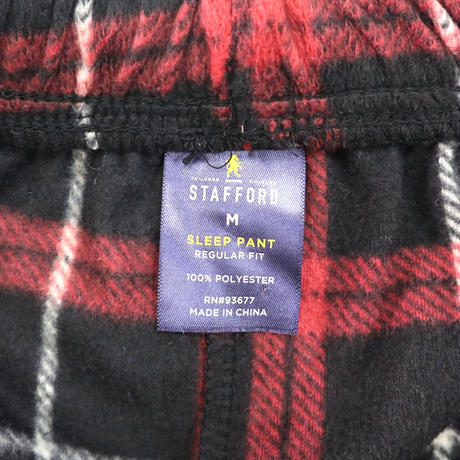 STAFFORD
M
SLEEP PANT
REGULAR FIT
100% POLYESTER
RN#93677
MADE IN CHINA